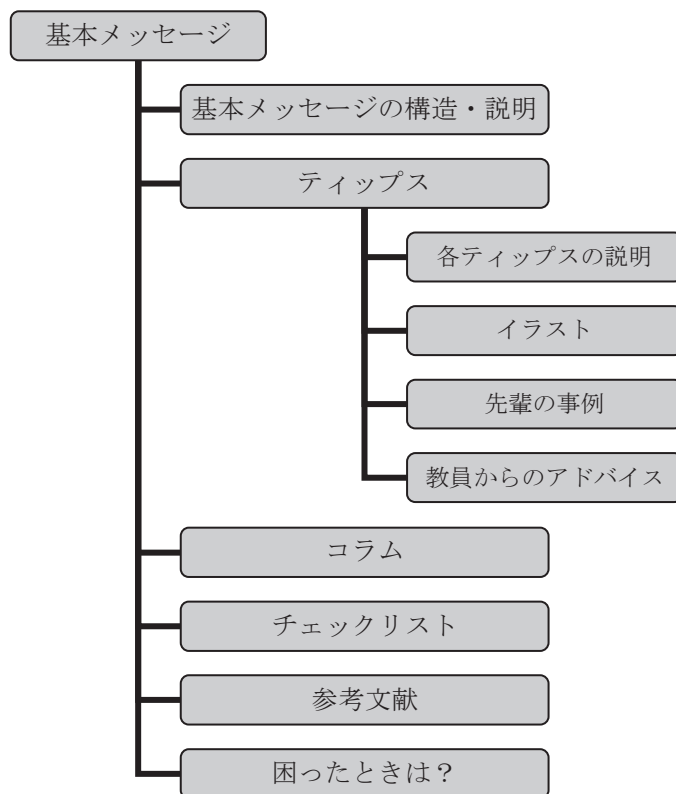 基本メッセージ
基本メッセージの構造・説明
ティップス
各ティップスの説明
イラスト
先輩の事例
教員からのアドバイス
コラム
チェックリスト
参考文献
困ったときは？